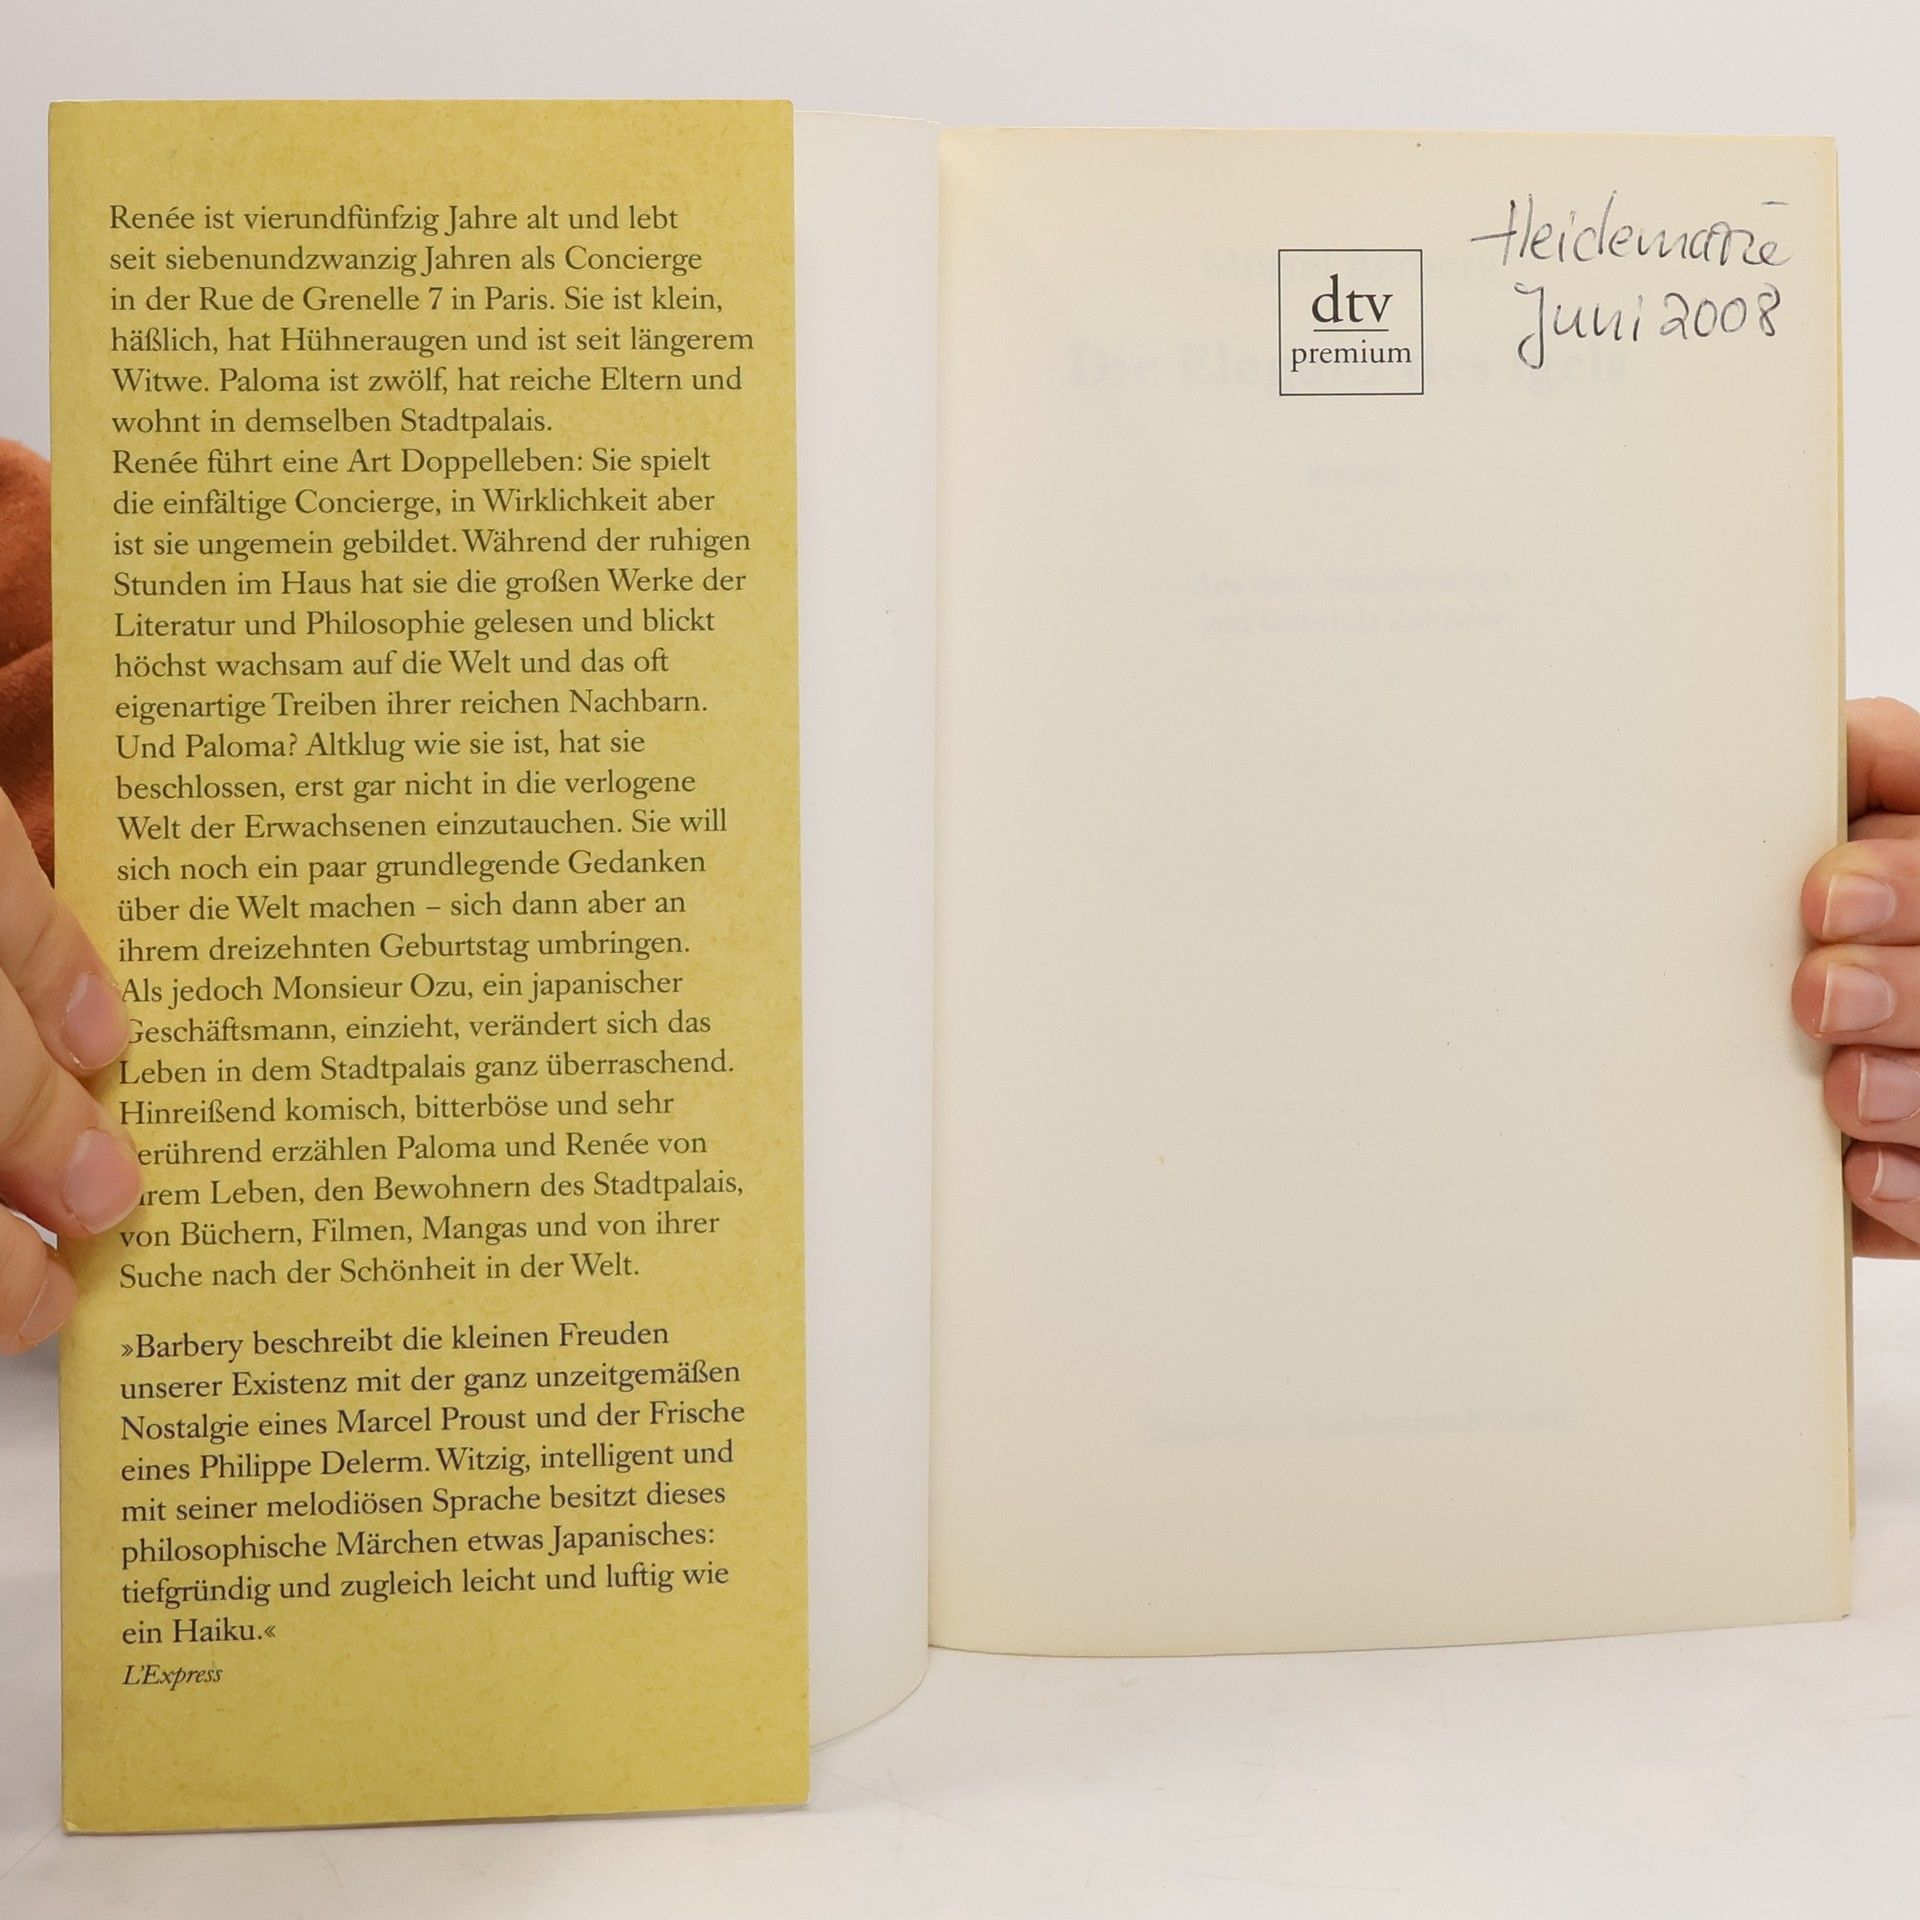 Renée ist vierundfünfzig Jahre alt und lebt
seit siebenundzwanzig Jahren als Concierge
in der Rue de Grenelle 7 in Paris. Sie ist klein,
häßlich, hat Hühneraugen und ist seit längerem
Witwe. Paloma ist zwölf, hat reiche Eltern und
wohnt in demselben Stadtpalais.
Renée führt eine Art Doppelleben: Sie spielt
die einfältige Concierge, in Wirklichkeit aber
ist sie ungemein gebildet. Während der ruhigen
Stunden im Haus hat sie die großen Werke der
Literatur und Philosophie gelesen und blickt
höchst wachsam auf die Welt und das oft
eigenartige Treiben ihrer reichen Nachbarn.
Und Paloma? Altklug wie sie ist, hat sie
beschlossen, erst gar nicht in die verlogene
Welt der Erwachsenen einzutauchen. Sie will
sich noch ein paar grundlegende Gedanken
über die Welt machen – sich dann aber an
ihrem dreizehnten Geburtstag umbringen.
Als jedoch Monsieur Ozu, ein japanischer
Geschäftsmann, einzieht, verändert sich das
Leben in dem Stadtpalais ganz überraschend.
Hinreißend komisch, bitterböse und sehr
erührend erzählen Paloma und Renée von
hrem Leben, den Bewohnern des Stadtpalais,
von Büchern, Filmen, Mangas und von ihrer
Suche nach der Schönheit in der Welt.
»Barbery beschreibt die kleinen Freuden
unserer Existenz mit der ganz unzeitgemäßen
Nostalgie eines Marcel Proust und der Frische
eines Philippe Delerm. Witzig, intelligent und
mit seiner melodiösen Sprache besitzt dieses
philosophische Märchen etwas Japanisches:
tiefgründig und zugleich leicht und luftig wie
ein Haiku.«
L'Express
dtv
premium
Heidemarie
Juni 2008